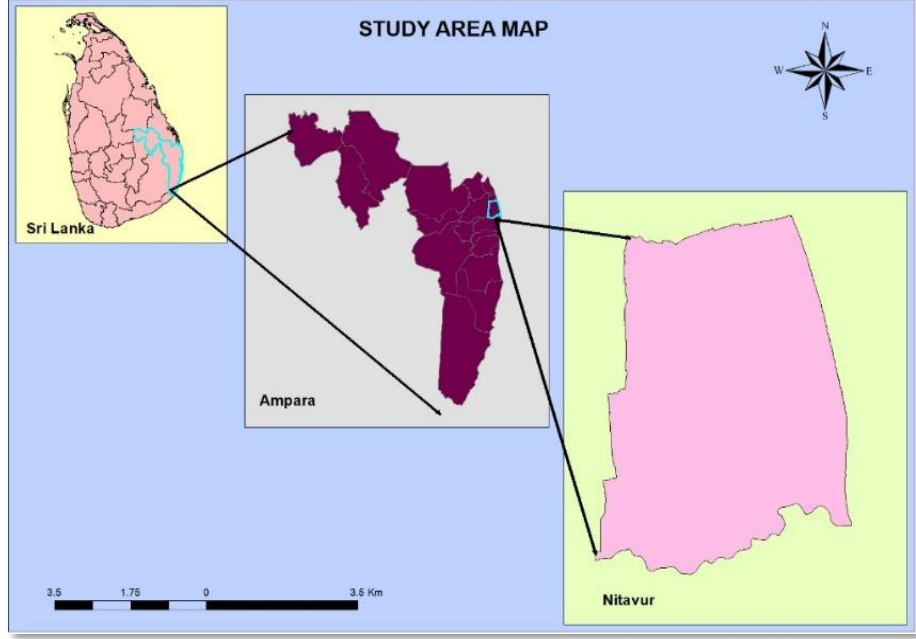 STUDY AREA MAP
N
W E
S
Sri Lanka
Ampara
Nitavur
3.5 1.75 0 3.5 Km